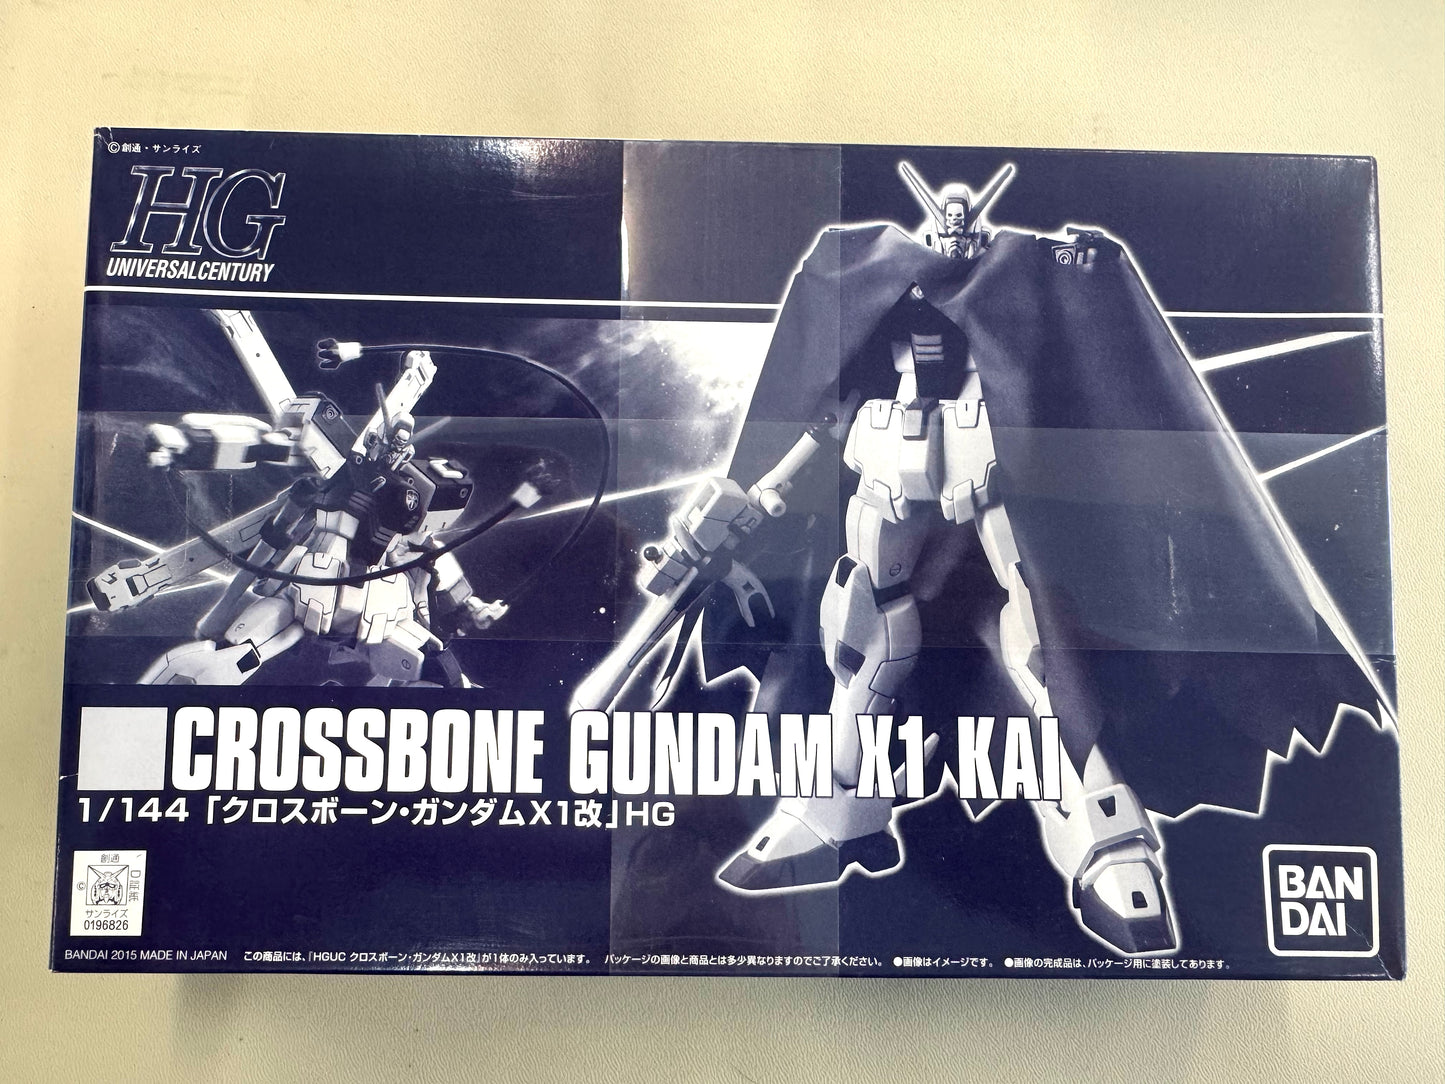 ©創通・サンライズ
HG
UNIVERSAL CENTURY
CROSSBONE GUNDAM X1 KAI
1/144「クロスボーン・ガンダムX1改」HG
創通
©
サンライズ
0196826
BAN
DAI
BANDAI 2015 MADE IN JAPAN この商品には、「HGUC クロスボーン・ガンダムX1改」が1体のみ入っています。 パッケージの画像と商品とは多少異なりますのでご了承ください。 ●画像はイメージです。 ●画像の完成品は、パッケージ用に塗装してあります。